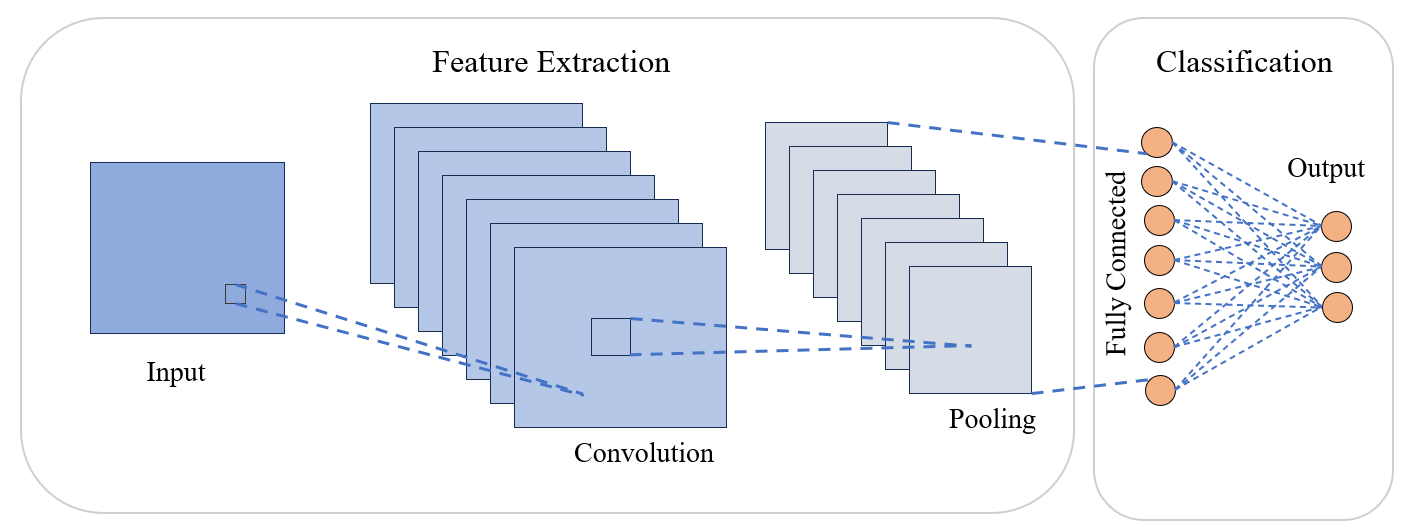 Feature Extraction
Input
Convolution
Pooling
Classification
Fully Connected
Output